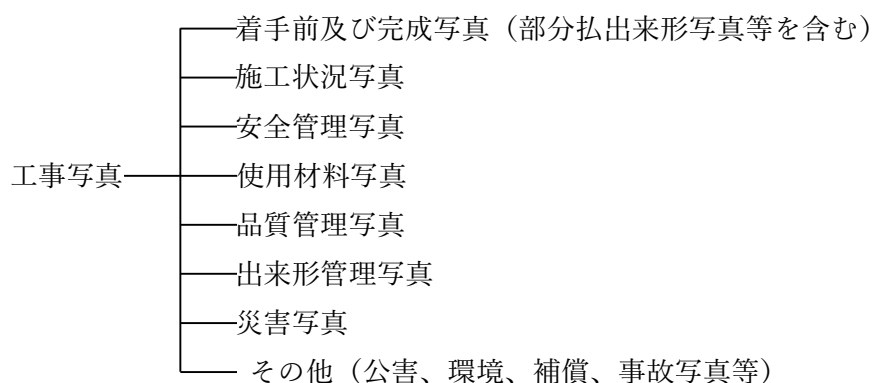 着手前及び完成写真（部分払出来形写真等を含む）
施工状況写真
安全管理写真
工事写真
使用材料写真
品質管理写真
出来形管理写真
災害写真
その他（公害、環境、補償、事故写真等）